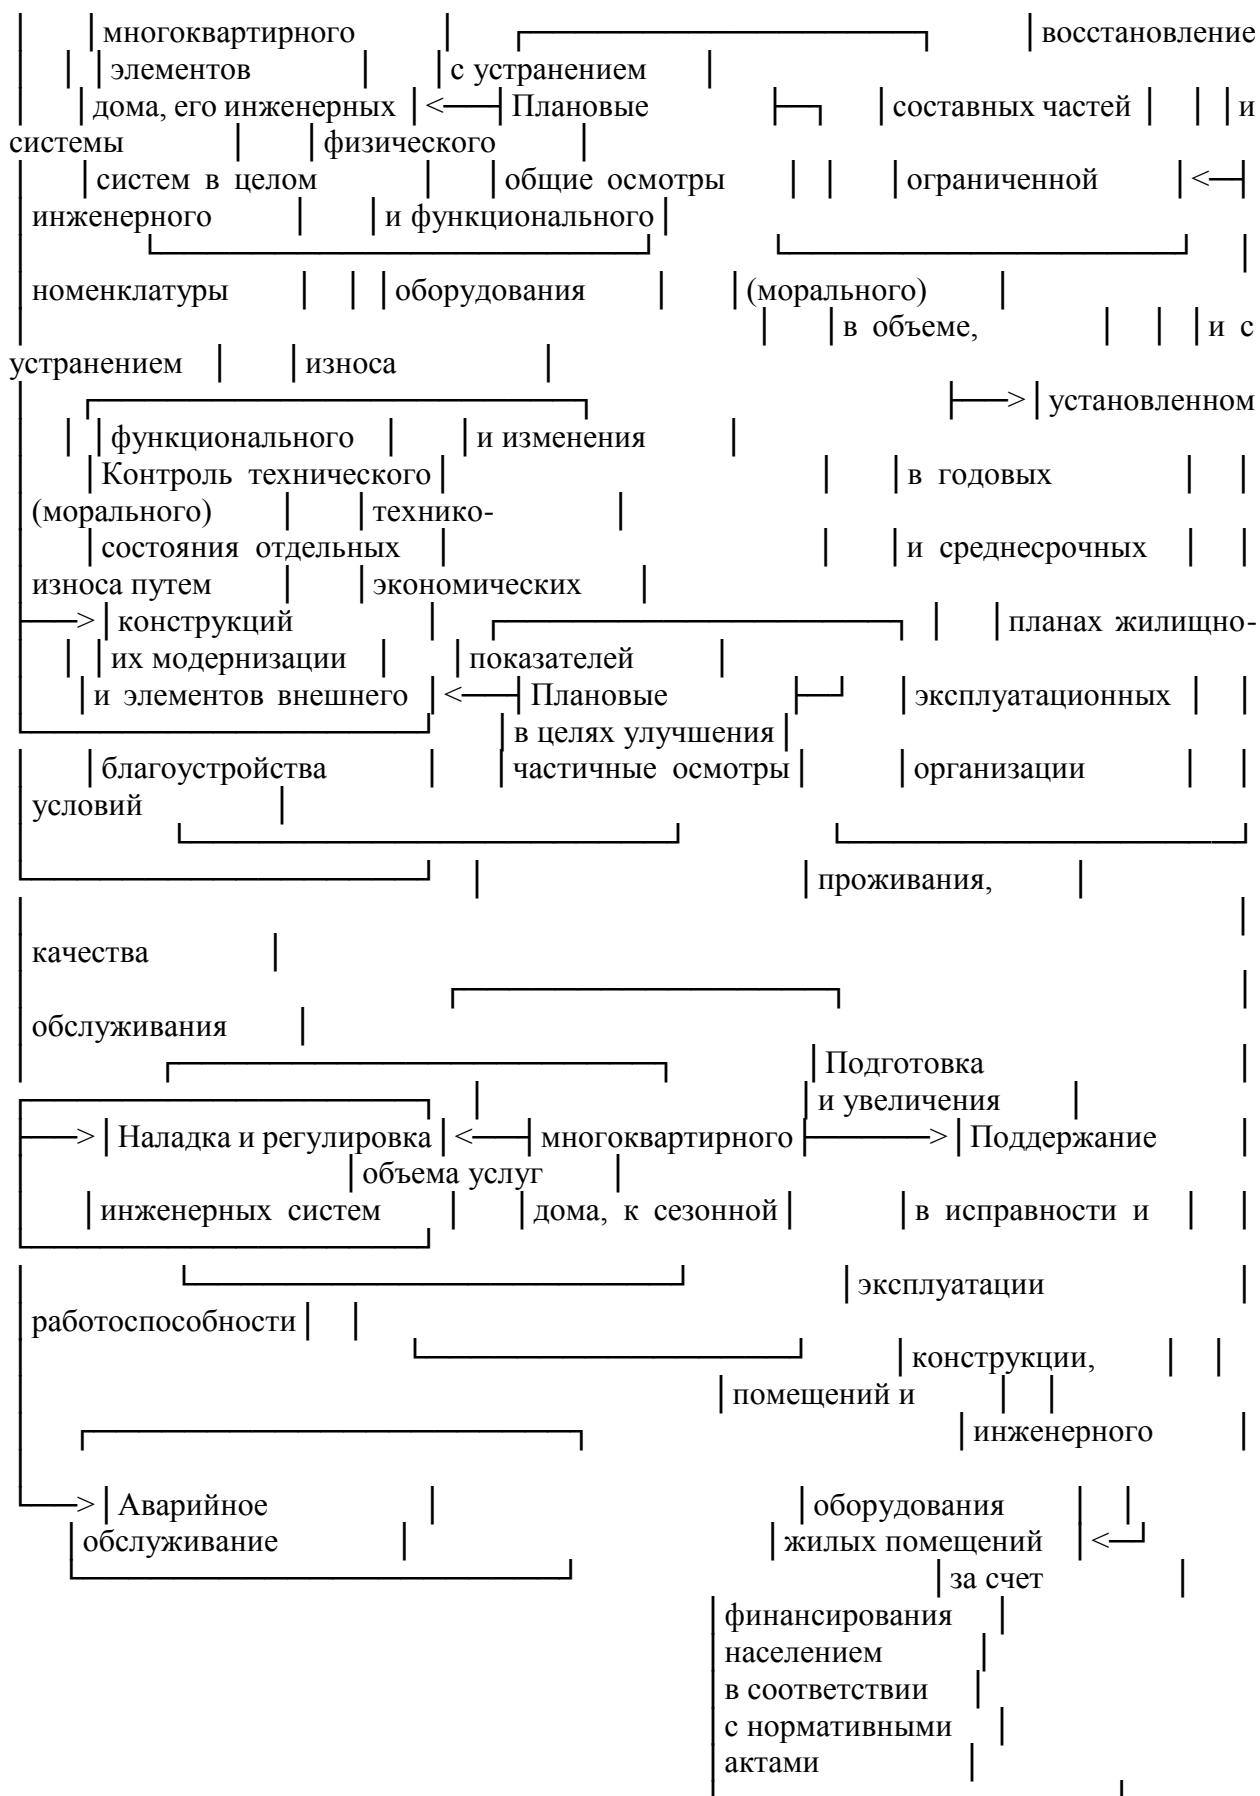 многоквартирного восстановление
элементов с устранением
дома, его инженерных <── Плановые составных частей и
системы физического
систем в целом общие осмотры ограниченной <──
инженерного и функционального
номенклатуры оборудования (морального)
в объеме, и с
устранением износа
──> установленном
функционального и изменения
Контроль технического в годовых
(морального) технико-
состояния отдельных и среднесрочных
износа путем экономических
──> конструкций планах жилищно-
их модернизации показателей
и элементов внешнего <── Плановые эксплуатационных
в целях улучшения
благоустройства частичные осмотры организации
условий
проживания,
качества
обслуживания
Подготовка
и увеличения
──> Наладка и регулировка <── многоквартирного ──> Поддержание
объема услуг
инженерных систем дома, к сезонной в исправности и
эксплуатации
работоспособности
конструкции,
помещений и
инженерного
──> Аварийное оборудования
обслуживание жилых помещений <──
за счет
финансирования
населением
в соответствии
с нормативными
актами